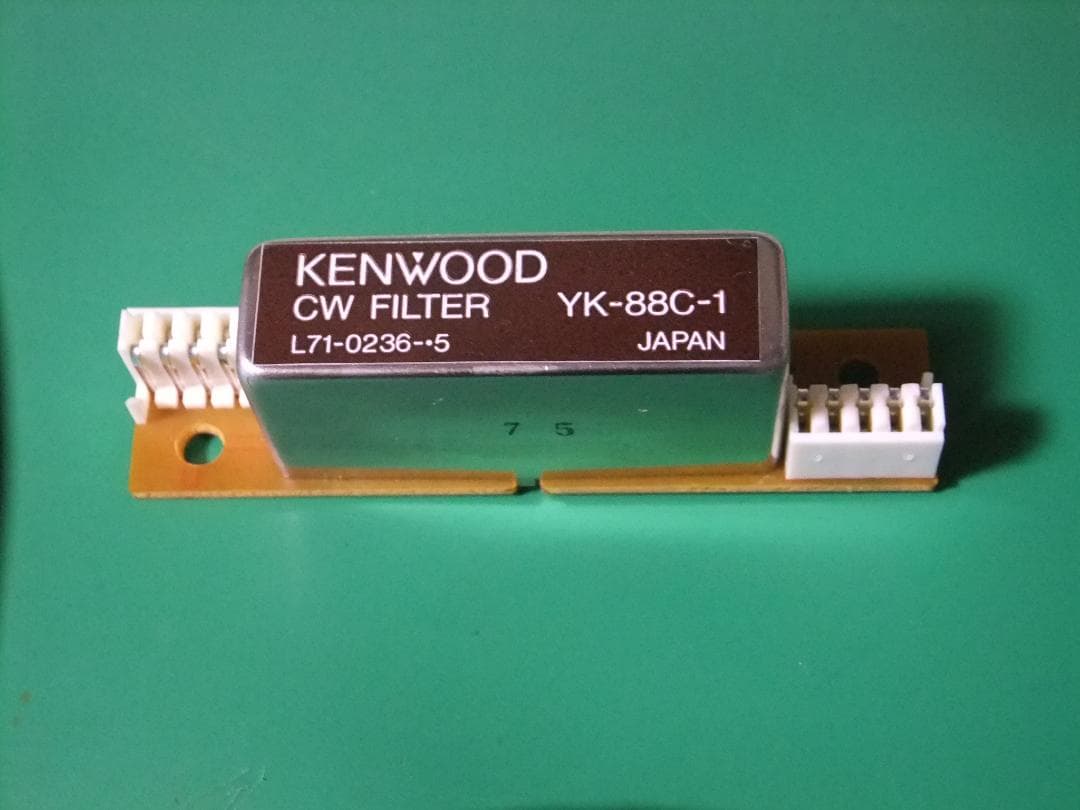 KENWOOD
CW FILTER YK-88C-1
L71-0236-•5 JAPAN
7 5